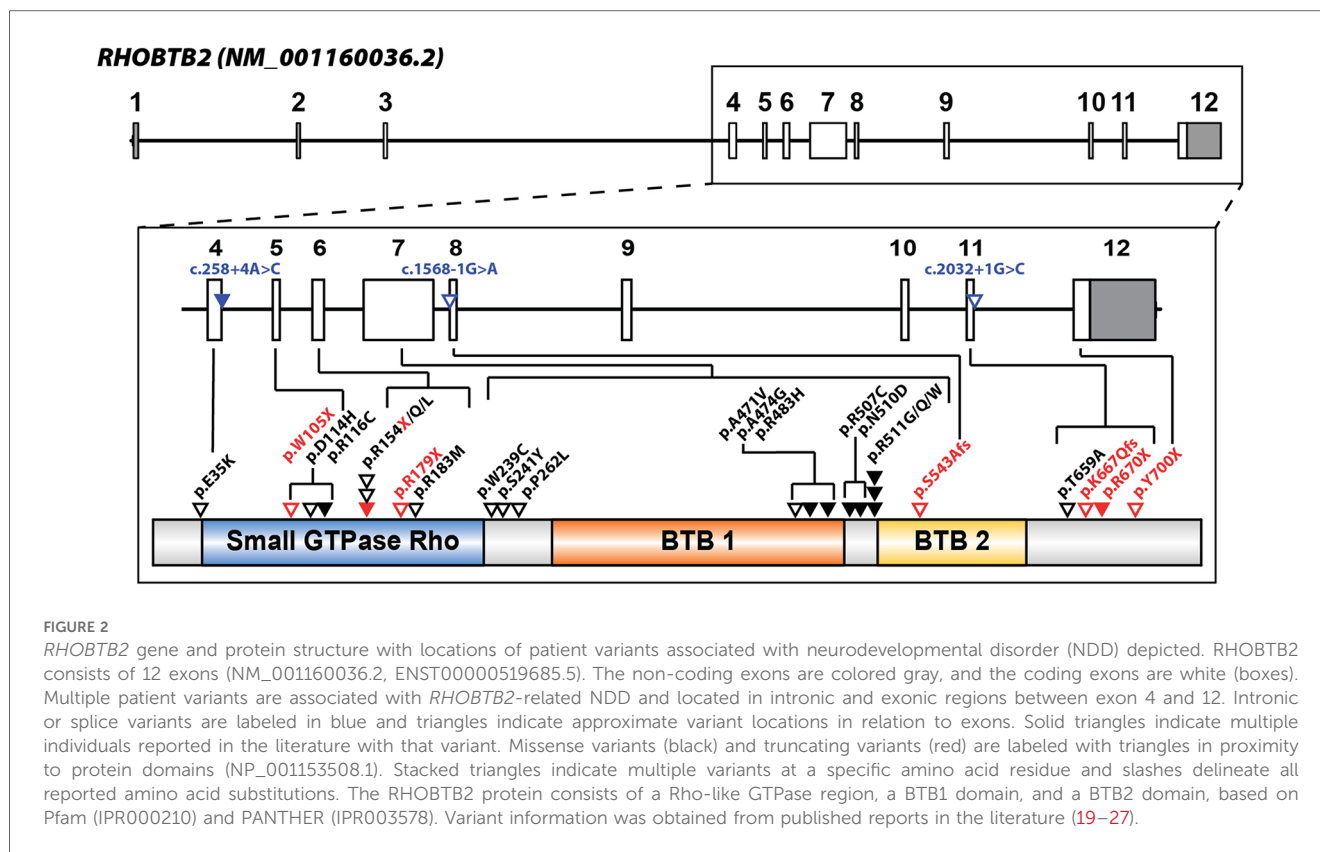 RHOBTB2 (NM_001160036.2)
1 2 3 4 5 6 7 8 9 10 11 12
4 5 6 7 8 9 10 11 12
c.258+4A>C c.1568-1G>A c.2032+1G>C
p.E35K
p.W105X
p.D114H
p.R116C
p.R154X/Q/L
p.R179X
p.R183M
p.W239C
p.S241Y
p.P262L
p.A471V
p.A474G
p.R483H
p.R507C
p.N510D
p.R511G/Q/W
p.S543Afs
p.T659A
p.K667Qfs
p.R670X
p.Y700X
Small GTPase Rho BTB 1 BTB 2
FIGURE 2
RHOBTB2 gene and protein structure with locations of patient variants associated with neurodevelopmental disorder (NDD) depicted. RHOBTB2
consists of 12 exons (NM_001160036.2, ENST00000519685.5). The non-coding exons are colored gray, and the coding exons are white (boxes).
Multiple patient variants are associated with RHOBTB2-related NDD and located in intronic and exonic regions between exon 4 and 12. Intronic
or splice variants are labeled in blue and triangles indicate approximate variant locations in relation to exons. Solid triangles indicate multiple
individuals reported in the literature with that variant. Missense variants (black) and truncating variants (red) are labeled with triangles in proximity
to protein domains (NP_001153508.1). Stacked triangles indicate multiple variants at a specific amino acid residue and slashes delineate all
reported amino acid substitutions. The RHOBTB2 protein consists of a Rho-like GTPase region, a BTB1 domain, and a BTB2 domain, based on
Pfam (IPR000210) and PANTHER (IPR003578). Variant information was obtained from published reports in the literature (19–27).